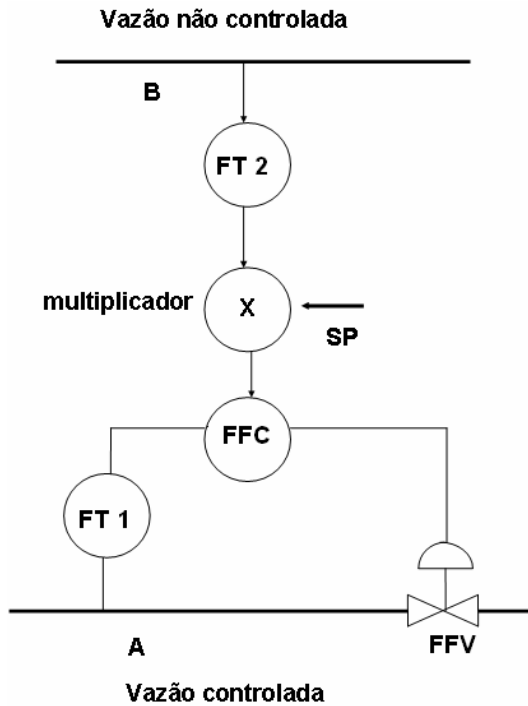 Vazão não controlada
B
FT 2
multiplicador
X
SP
FFC
FT 1
A
FFV
Vazão controlada